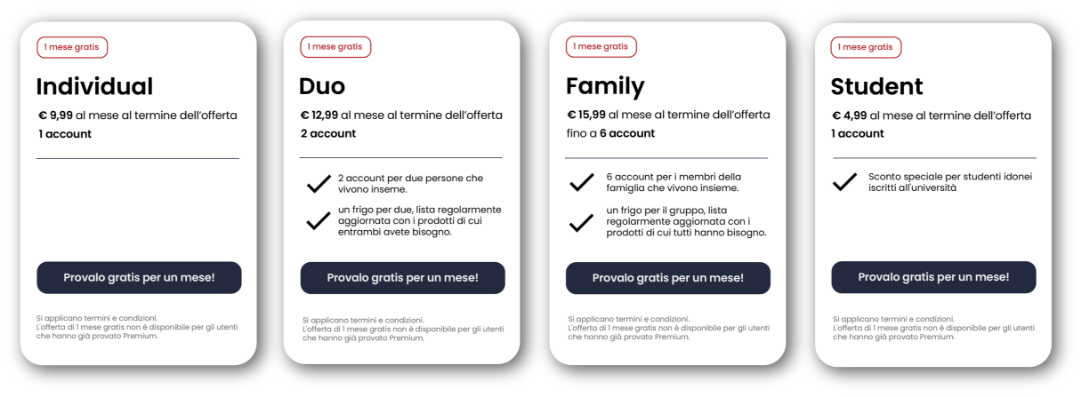 1 mese gratis
Individual
€ 9,99 al mese al termine dell'offerta
1 account
Provalo gratis per un mese!
Si applicano termini e condizioni.
L'offerta di 1 mese gratis non è disponibile per gli utenti
che hanno già provato Premium.
1 mese gratis
Duo
€ 12,99 al mese al termine dell'offerta
2 account
2 account per due persone che
vivono inseme.
un frigo per due, lista regolarmente
aggiornata con i prodotti di cui
entrambi avete bisogno.
Provalo gratis per un mese!
Si applicano termini e condizioni.
L'offerta di 1 mese gratis non è disponibile per gli utenti
che hanno già provato Premium.
1 mese gratis
Family
€ 15,99 al mese al termine dell'offerta
fino a 6 account
6 account per i membri della
famiglia che vivono insieme.
un frigo per il gruppo, lista
regolarmente aggiornata con i
prodotti di cui tutti hanno bisogno.
Provalo gratis per un mese!
Si applicano termini e condizioni.
L'offerta di 1 mese gratis non è disponibile per gli utenti
che hanno già provato Premium.
1 mese gratis
Student
€ 4,99 al mese al termine dell'offerta
1 account
Sconto speciale per studenti idonei
iscritti all'università
Provalo gratis per un mese!
Si applicano termini e condizioni.
L'offerta di 1 mese gratis non è disponibile per gli utenti
che hanno già provato Premium.